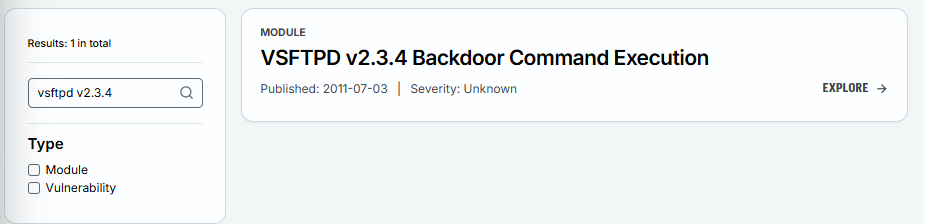 Results: 1 in total
vsftpd v2.3.4
Type
Module
Vulnerability
MODULE
VSFTPD v2.3.4 Backdoor Command Execution
Published: 2011-07-03 | Severity: Unknown
EXPLORE →